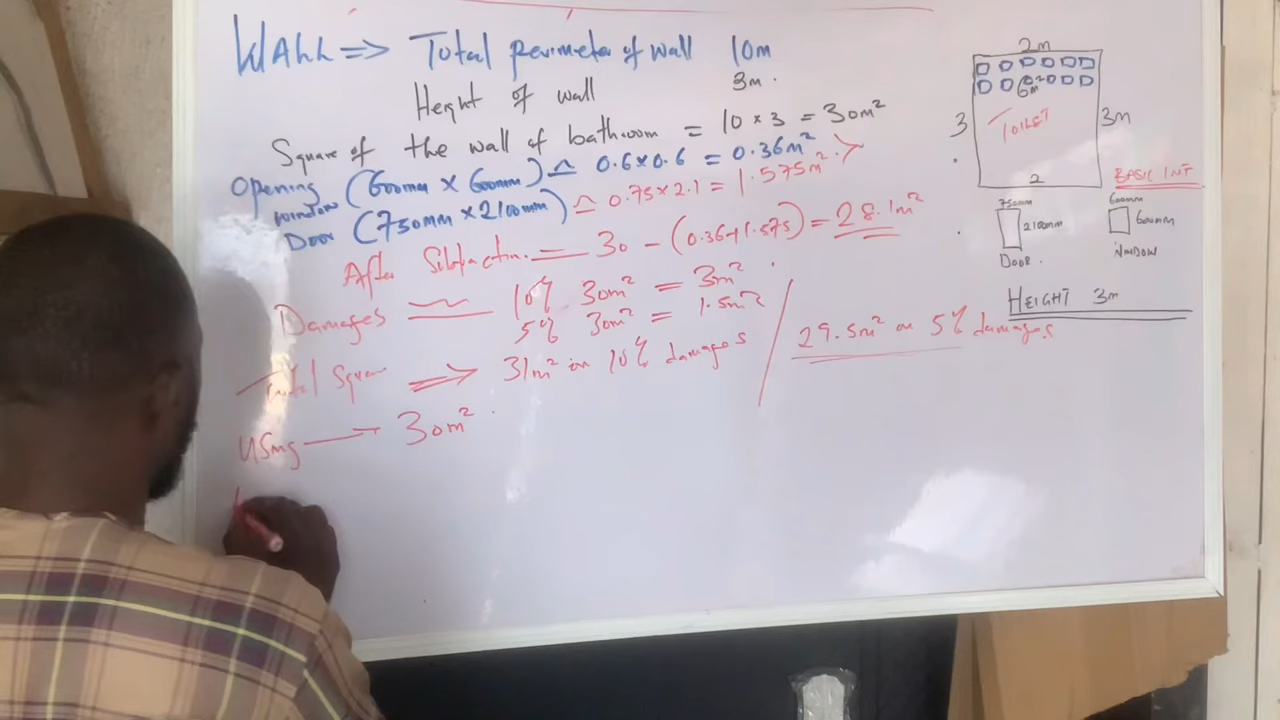 WAll => Total perimeter of wall 10m
Height of wall 3m.
Square of the wall of bathroom = 10 × 3 = 30m²
Opening (600mm × 600mm) ≏ 0.6×0.6 = 0.36m²
window
Door (750mm × 2100mm) ≏ 0.75×2.1 = 1.575m²
After = 30 - (0.36+1.575) = 28.1m²
Damages 10% 30m² = 3m²
5% 30m² = 1.5m²
Total Square => 31m² on 10% damages / 29.5m² on 5% damages
Using → 30m²
2m
6m²
TOILET
3
3m
2
BASIC INT
750mm
2100mm
DOOR.
600mm
600mm
WINDOW
HEIGHT 3m